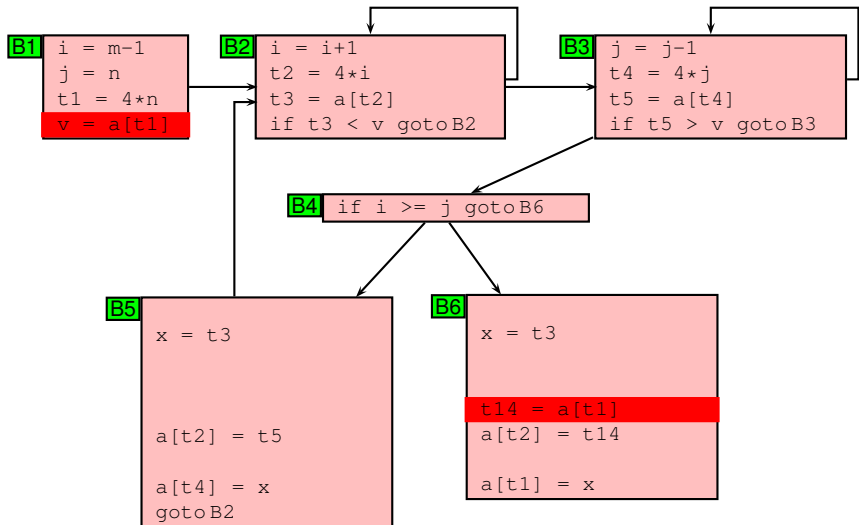 B1
i = m-1
j = n
t1 = 4*n
v = a[t1]
B2
i = i+1
t2 = 4*i
t3 = a[t2]
if t3 < v goto B2
B3
j = j-1
t4 = 4*j
t5 = a[t4]
if t5 > v goto B3
B4
if i >= j goto B6
B5
x = t3
a[t2] = t5
a[t4] = x
goto B2
B6
x = t3
t14 = a[t1]
a[t2] = t14
a[t1] = x